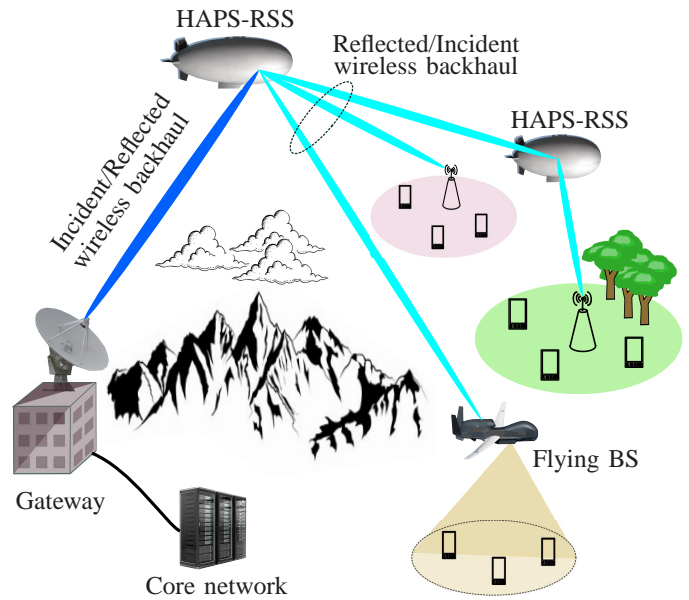 HAPS-RSS
Reflected/Incident
wireless backhaul
HAPS-RSS
Incident/Reflected
wireless backhaul
Flying BS
Gateway
Core network